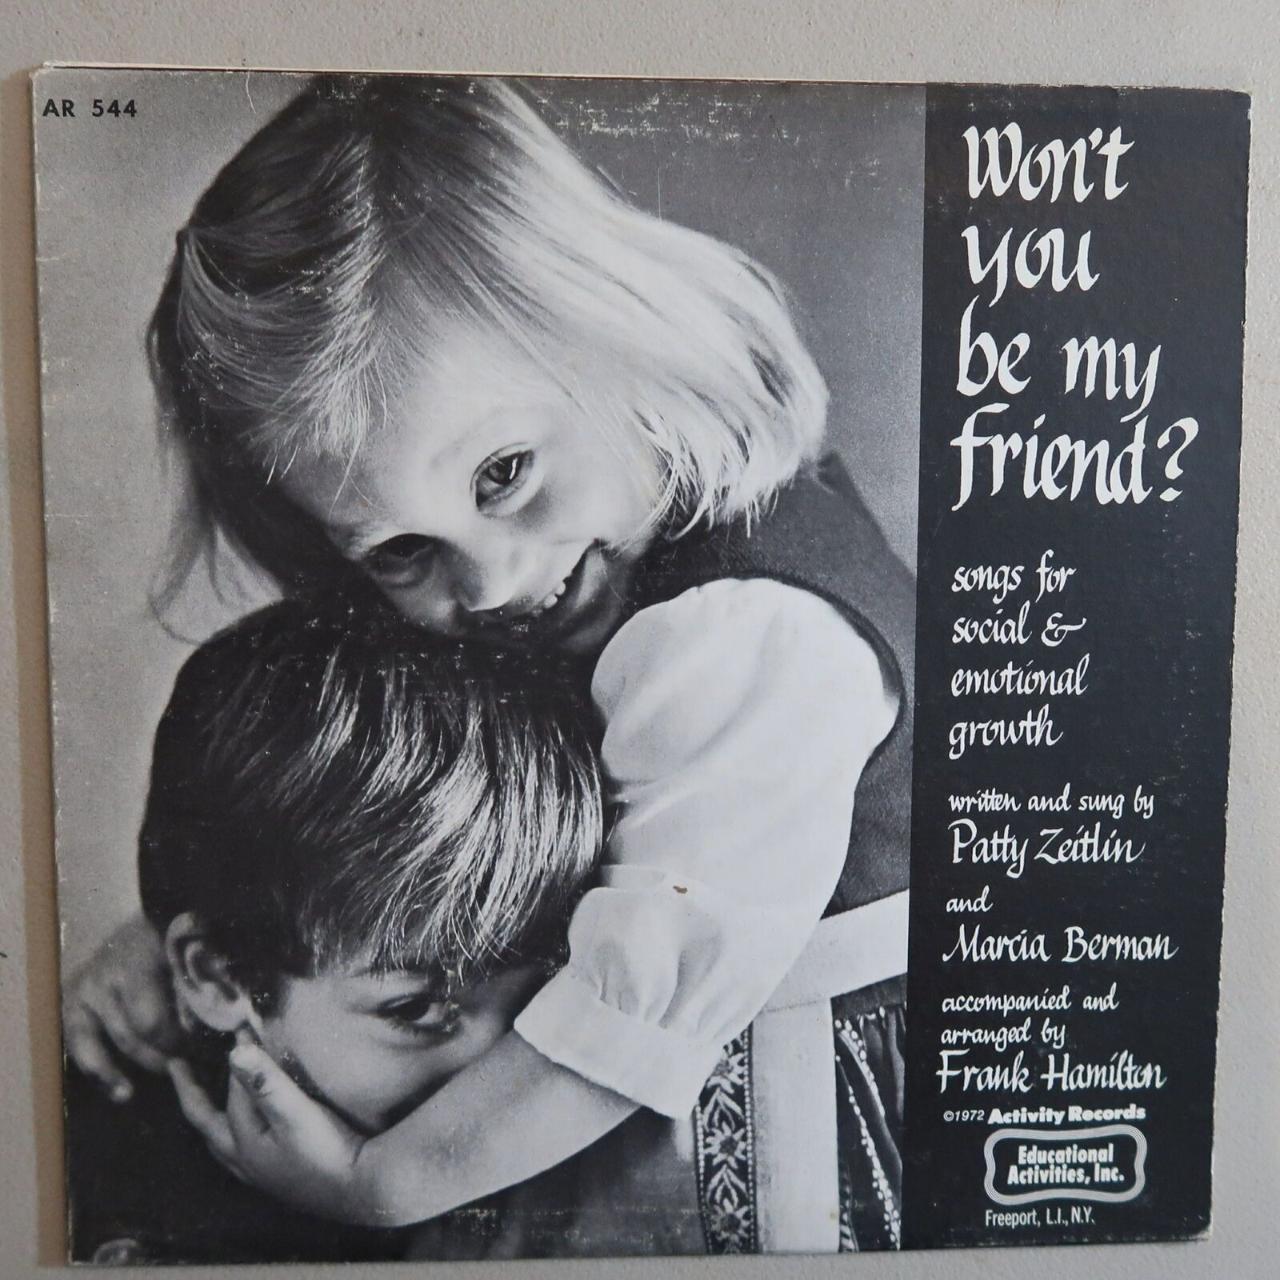 AR 544
Won't
you
be my
friend?
songs for
social &
emotional
growth
written and sung by
Patty Zeitlin
and
Marcia Berman
accompanied and
arranged by
Frank Hamilton
©1972 Activity Records
Educational
Activities, Inc.
Freeport, L.I., N.Y.